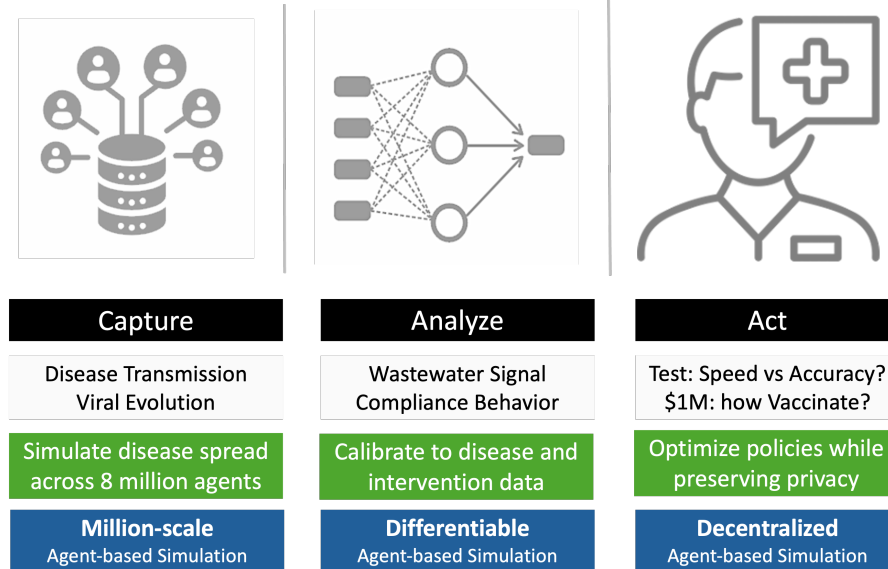 Capture
Disease Transmission
Viral Evolution
Simulate disease spread
across 8 million agents
Million-scale
Agent-based Simulation
Analyze
Wastewater Signal
Compliance Behavior
Calibrate to disease and
intervention data
Differentiable
Agent-based Simulation
Act
Test: Speed vs Accuracy?
$1M: how Vaccinate?
Optimize policies while
preserving privacy
Decentralized
Agent-based Simulation